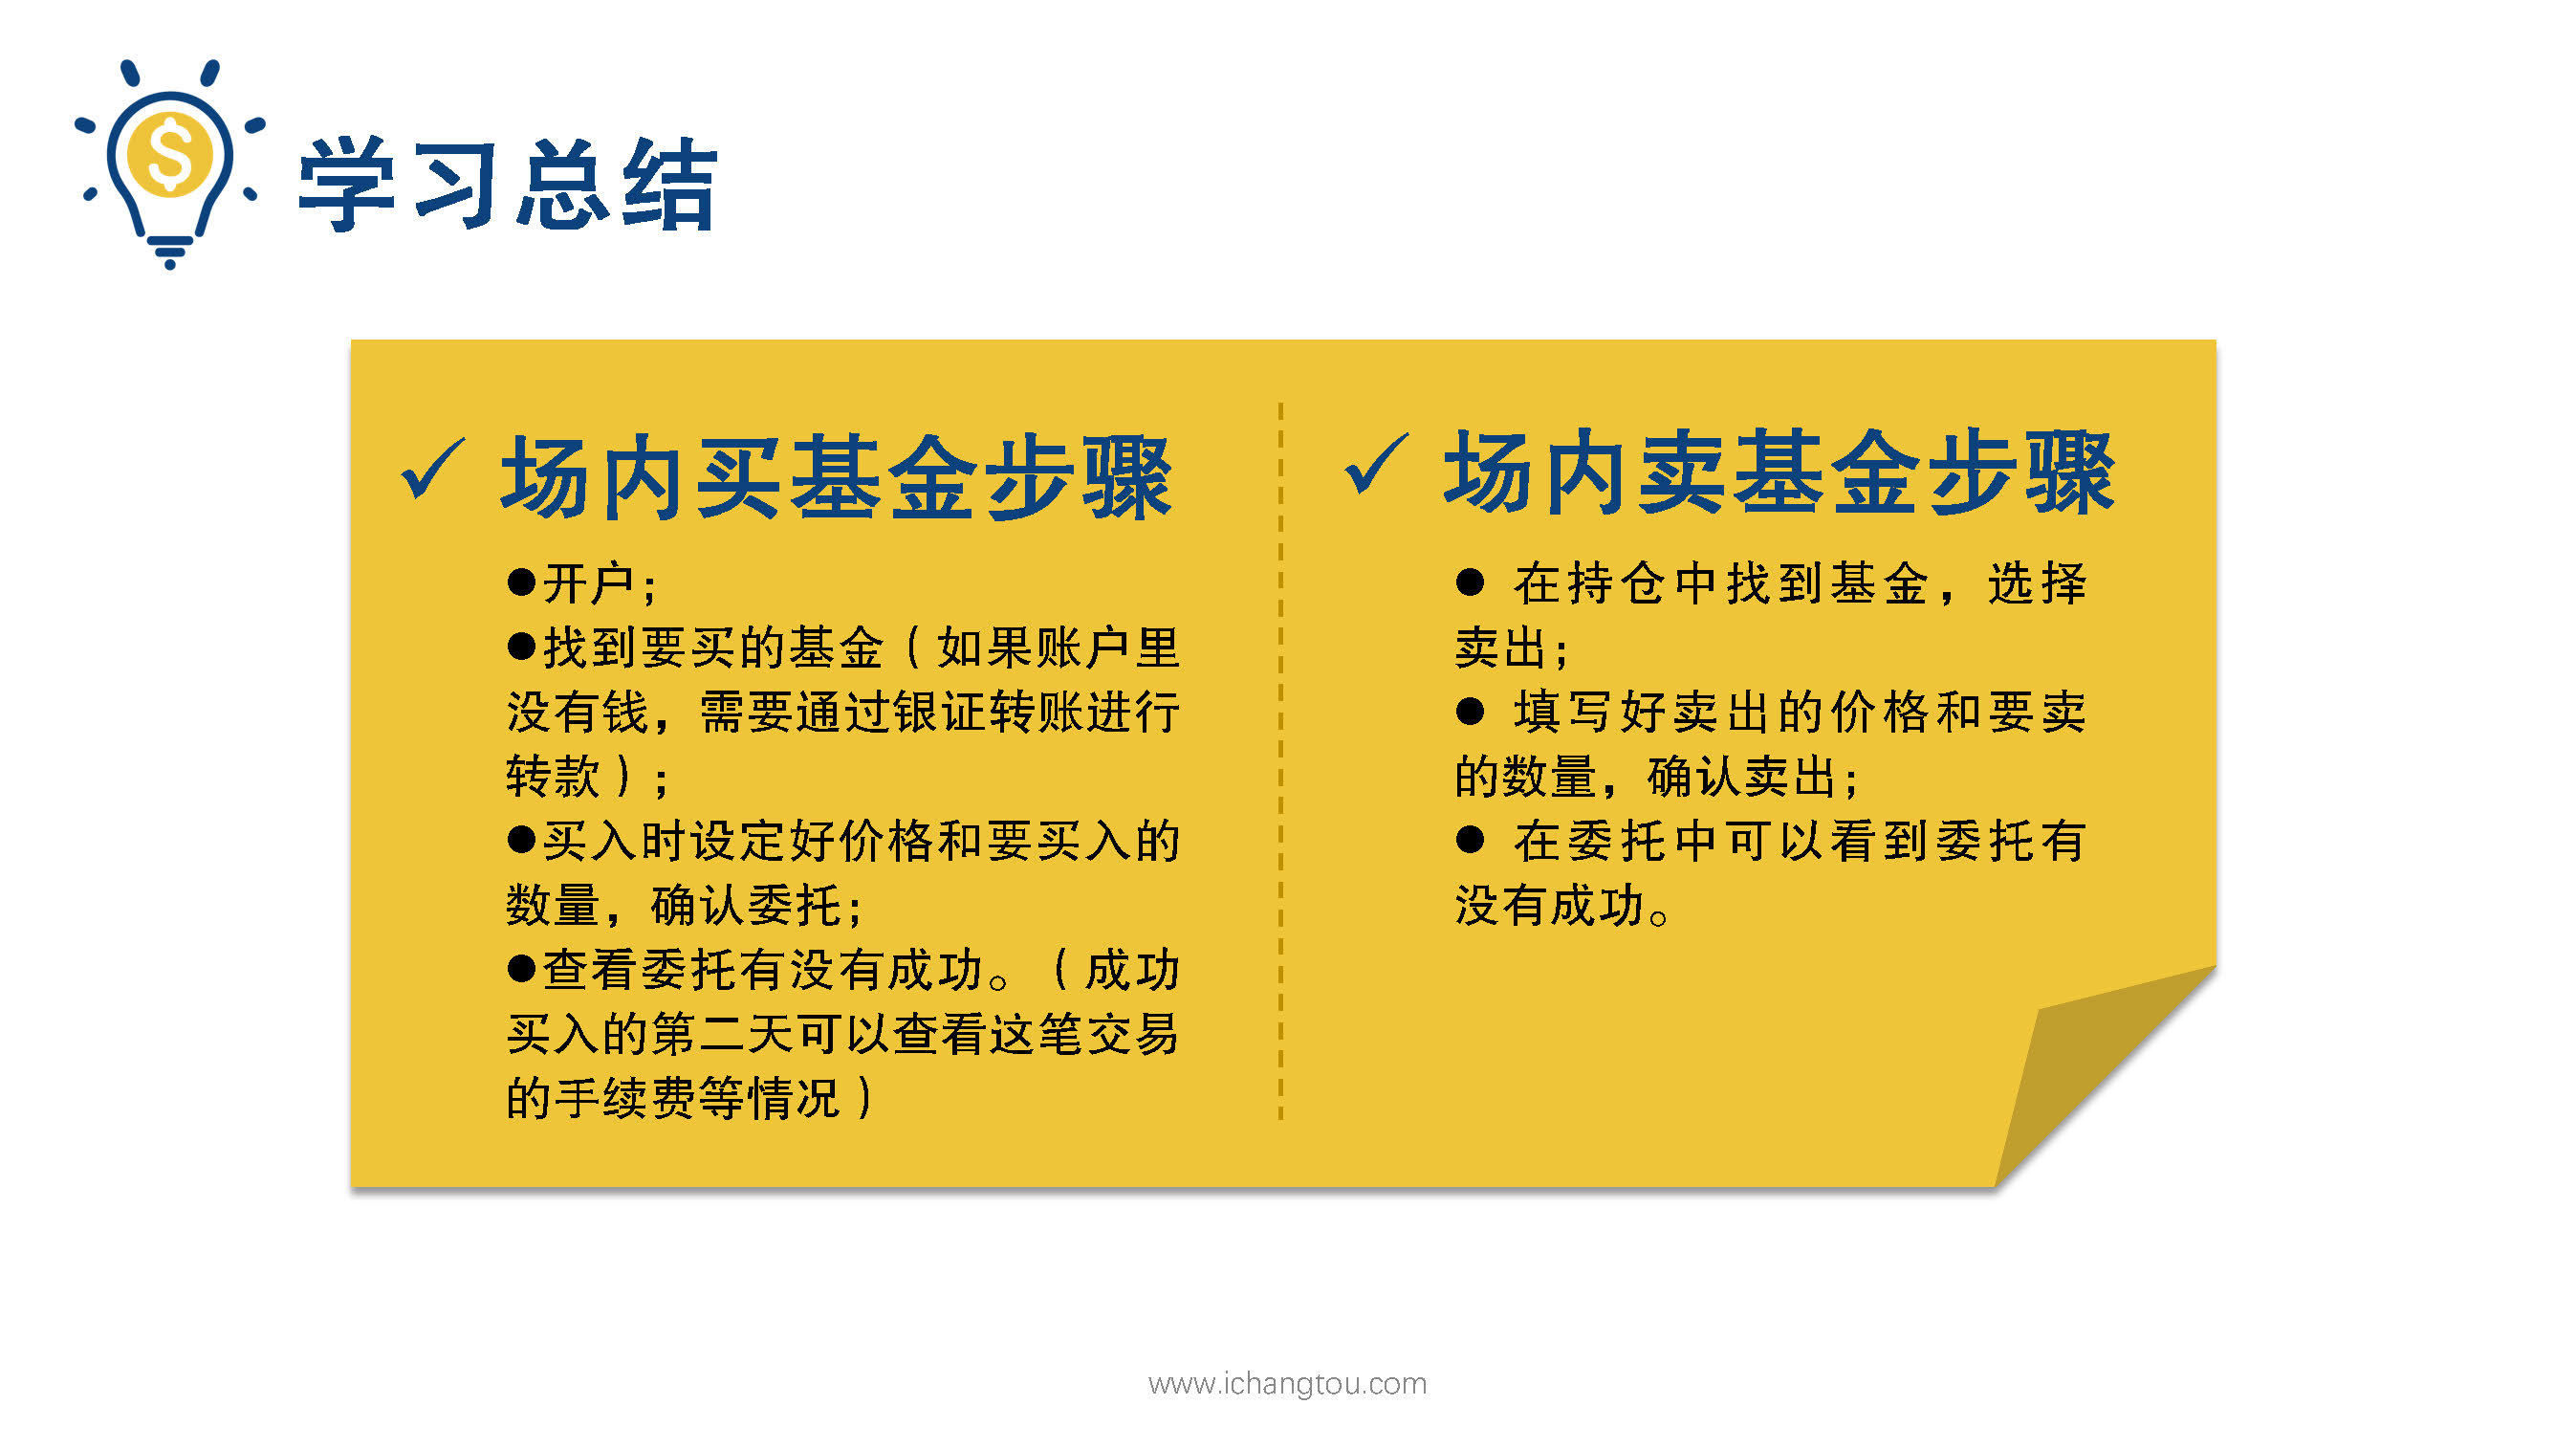 学习总结
✓ 场内买基金步骤
●开户；
●找到要买的基金（如果账户里
没有钱，需要通过银证转账进行
转款）；
●买入时设定好价格和要买入的
数量，确认委托；
●查看委托有没有成功。（成功
买入的第二天可以查看这笔交易
的手续费等情况）
✓ 场内卖基金步骤
● 在持仓中找到基金，选择
卖出；
● 填写好卖出的价格和要卖
的数量，确认卖出；
● 在委托中可以看到委托有
没有成功。
www.ichangtou.com